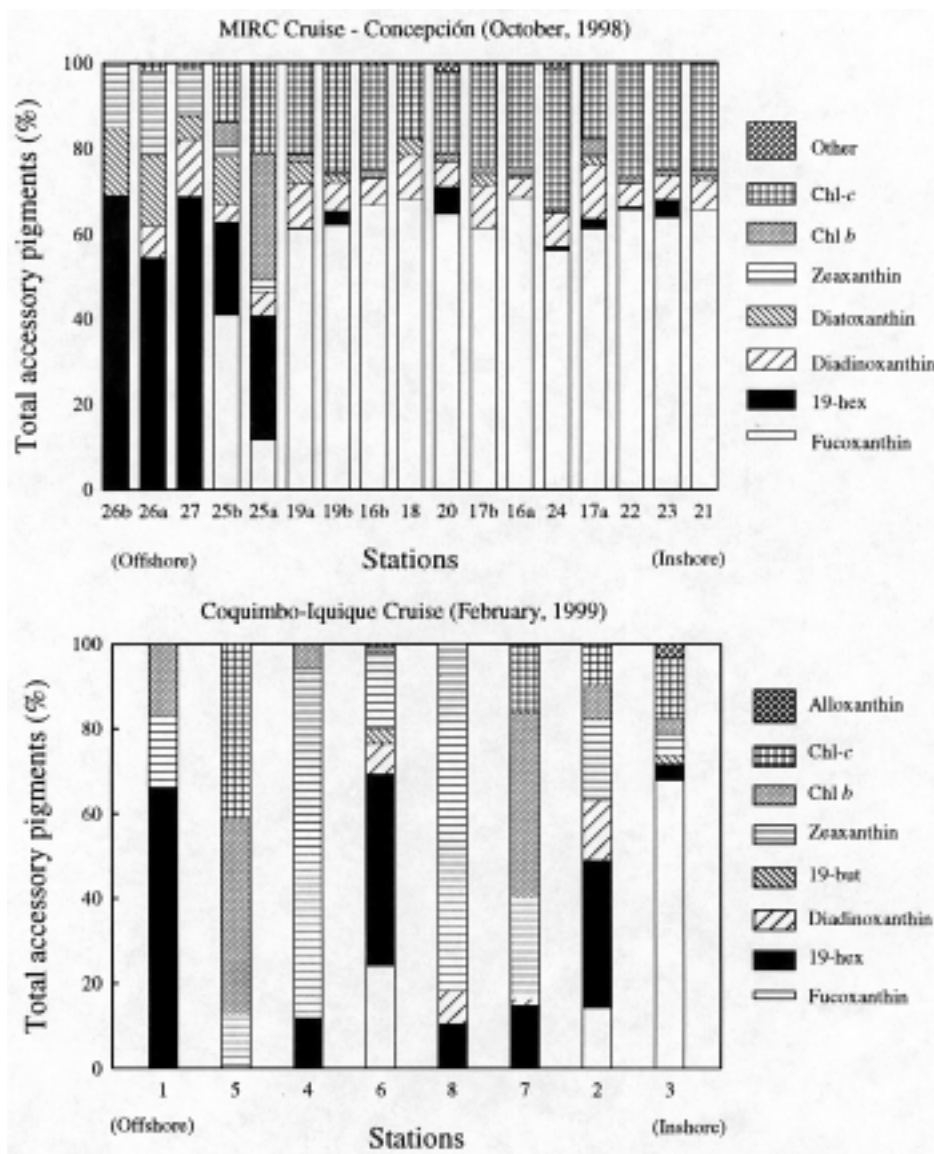 MIRC Cruise - Concepción (October, 1998)
Total accessory pigments (%)
100
80
60
40
20
0
26b 26a 27 25b 25a 19a 19b 16b 18 20 17b 16a 24 17a 22 23 21
(Offshore) Stations (Inshore)
Other
Chl-c
Chl b
Zeaxanthin
Diatoxanthin
Diadinoxanthin
19-hex
Fucoxanthin
Coquimbo-Iquique Cruise (February, 1999)
Total accessory pigments (%)
100
80
60
40
20
0
1 5 4 6 8 7 2 3
(Offshore) Stations (Inshore)
Alloxanthin
Chl-c
Chl b
Zeaxanthin
19-but
Diadinoxanthin
19-hex
Fucoxanthin